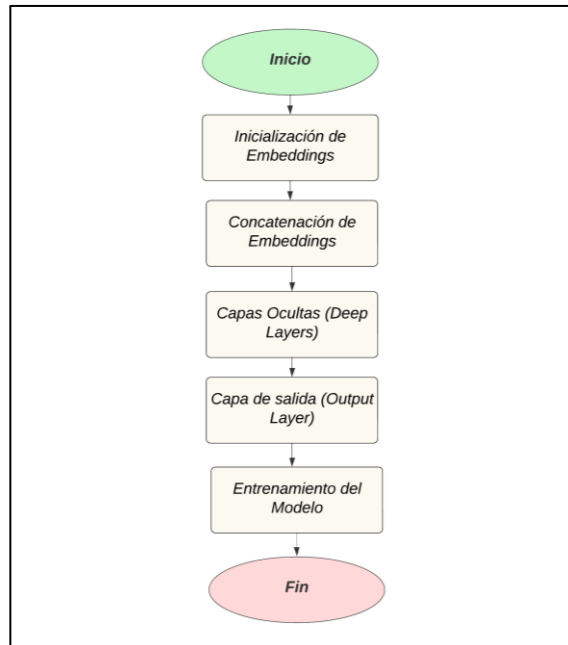 Inicio
Inicialización de
Embeddings
Concatenación de
Embeddings
Capas Ocultas (Deep
Layers)
Capa de salida (Output
Layer)
Entrenamiento del
Modelo
Fin